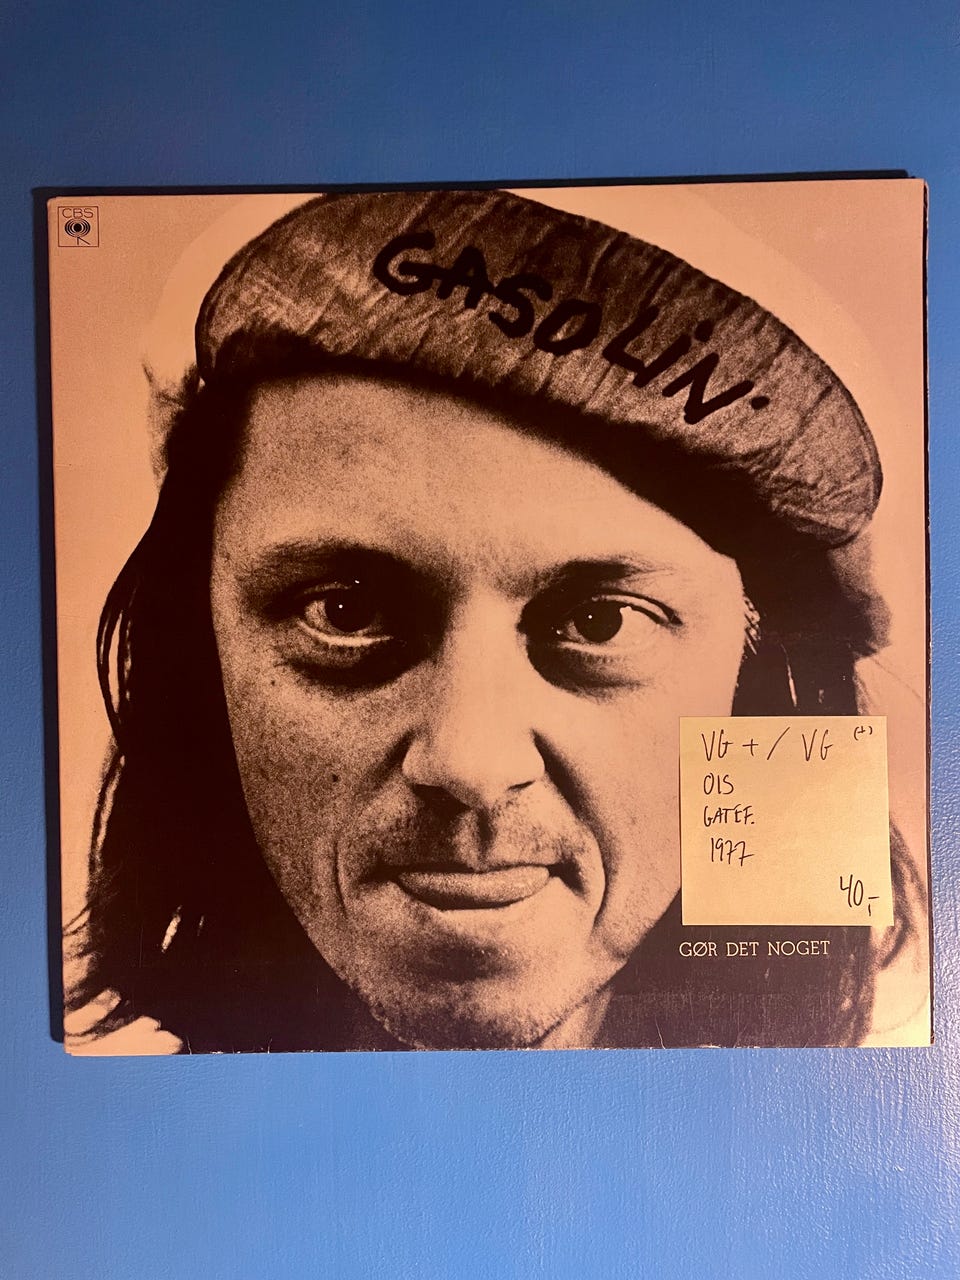 CBS
GASOLiN'
VG + / VG (+)
OIS
GATEF.
1977
40,-
GØR DET NOGET